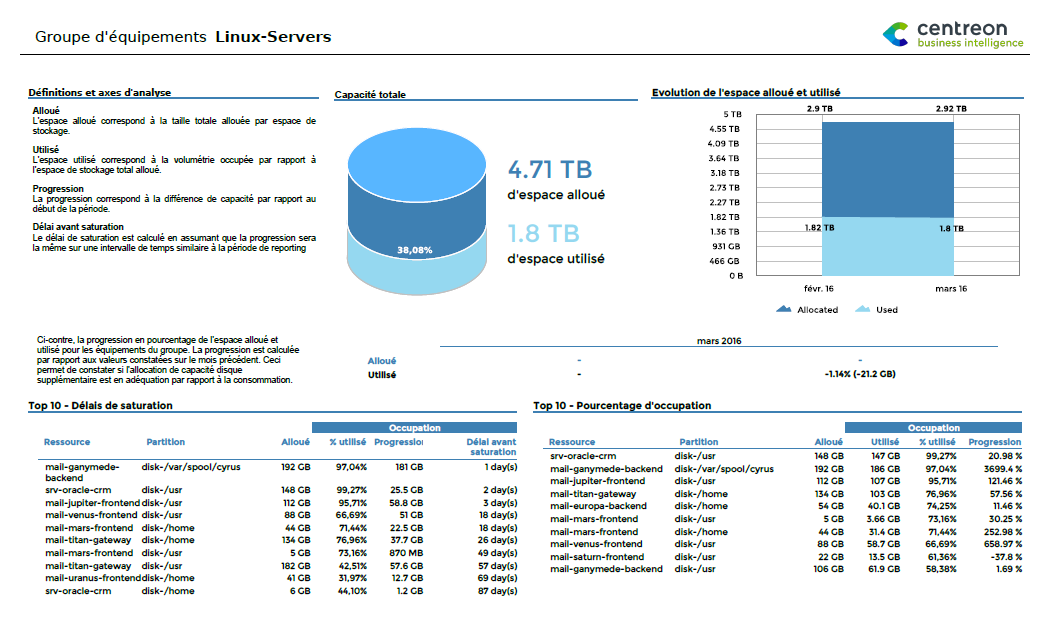 Groupe d'équipements Linux-Servers
centreon
business intelligence
Définitions et axes d'analyse
Alloué
L'espace alloué correspond à la taille totale allouée par espace de
stockage.
Utilisé
L'espace utilisé correspond à la volumétrie occupée par rapport à
l'espace de stockage total alloué.
Progression
La progression correspond à la différence de capacité par rapport au
début de la période.
Délai avant saturation
Le délai de saturation est calculé en assumant que la progression sera
la même sur une intervalle de temps similaire à la période de reporting
Capacité totale
38,08%
4.71 TB
d'espace alloué
1.8 TB
d'espace utilisé
Evolution de l'espace alloué et utilisé
2.9 TB 2.92 TB
5 TB
4.55 TB
4.09 TB
3.64 TB
3.18 TB
2.73 TB
2.27 TB
1.82 TB
1.36 TB
931 GB
466 GB
0 B
1.82 TB 1.8 TB
févr. 16 mars 16
Allocated Used
Ci-contre, la progression en pourcentage de l'espace alloué et
utilisé pour les équipements du groupe. La progression est calculée
par rapport aux valeurs constatées sur le mois précédent. Ceci
permet de constater si l'allocation de capacité disque
supplémentaire est en adéquation par rapport à la consommation.
mars 2016
Alloué - -
Utilisé - -1.14% (-21.2 GB)
Top 10 - Délais de saturation
Occupation
Ressource Partition Alloué % utilisé Progression Délai avant
saturation
mail-ganymede- disk-/var/spool/cyrus 192 GB 97,04% 181 GB 1 day(s)
backend
srv-oracle-crm disk-/usr 148 GB 99,27% 25.5 GB 2 day(s)
mail-jupiter-frontend disk-/usr 112 GB 95,71% 58.8 GB 3 day(s)
mail-venus-frontend disk-/usr 88 GB 66,69% 51 GB 18 day(s)
mail-mars-frontend disk-/home 44 GB 71,44% 22.5 GB 18 day(s)
mail-titan-gateway disk-/home 134 GB 76,96% 37.7 GB 26 day(s)
mail-mars-frontend disk-/usr 5 GB 73,16% 870 MB 49 day(s)
mail-titan-gateway disk-/usr 182 GB 42,51% 57.6 GB 57 day(s)
mail-uranus-frontend disk-/home 41 GB 31,97% 12.7 GB 69 day(s)
srv-oracle-crm disk-/home 6 GB 44,10% 1.2 GB 87 day(s)
Top 10 - Pourcentage d'occupation
Occupation
Ressource Partition Alloué Utilisé % utilisé Progression
srv-oracle-crm disk-/usr 148 GB 147 GB 99,27% 20.98 %
mail-ganymede-backend disk-/var/spool/cyrus 192 GB 186 GB 97,04% 3699.4 %
mail-jupiter-frontend disk-/usr 112 GB 107 GB 95,71% 121.46 %
mail-titan-gateway disk-/home 134 GB 103 GB 76,96% 57.56 %
mail-europa-backend disk-/home 54 GB 40.1 GB 74,25% 11.46 %
mail-mars-frontend disk-/usr 5 GB 3.66 GB 73,16% 30.25 %
mail-mars-frontend disk-/home 44 GB 31.4 GB 71,44% 252.98 %
mail-venus-frontend disk-/usr 88 GB 58.7 GB 66,69% 658.97 %
mail-saturn-frontend disk-/usr 22 GB 13.5 GB 61,36% -37.8 %
mail-ganymede-backend disk-/usr 106 GB 61.9 GB 58,38% 1.69 %